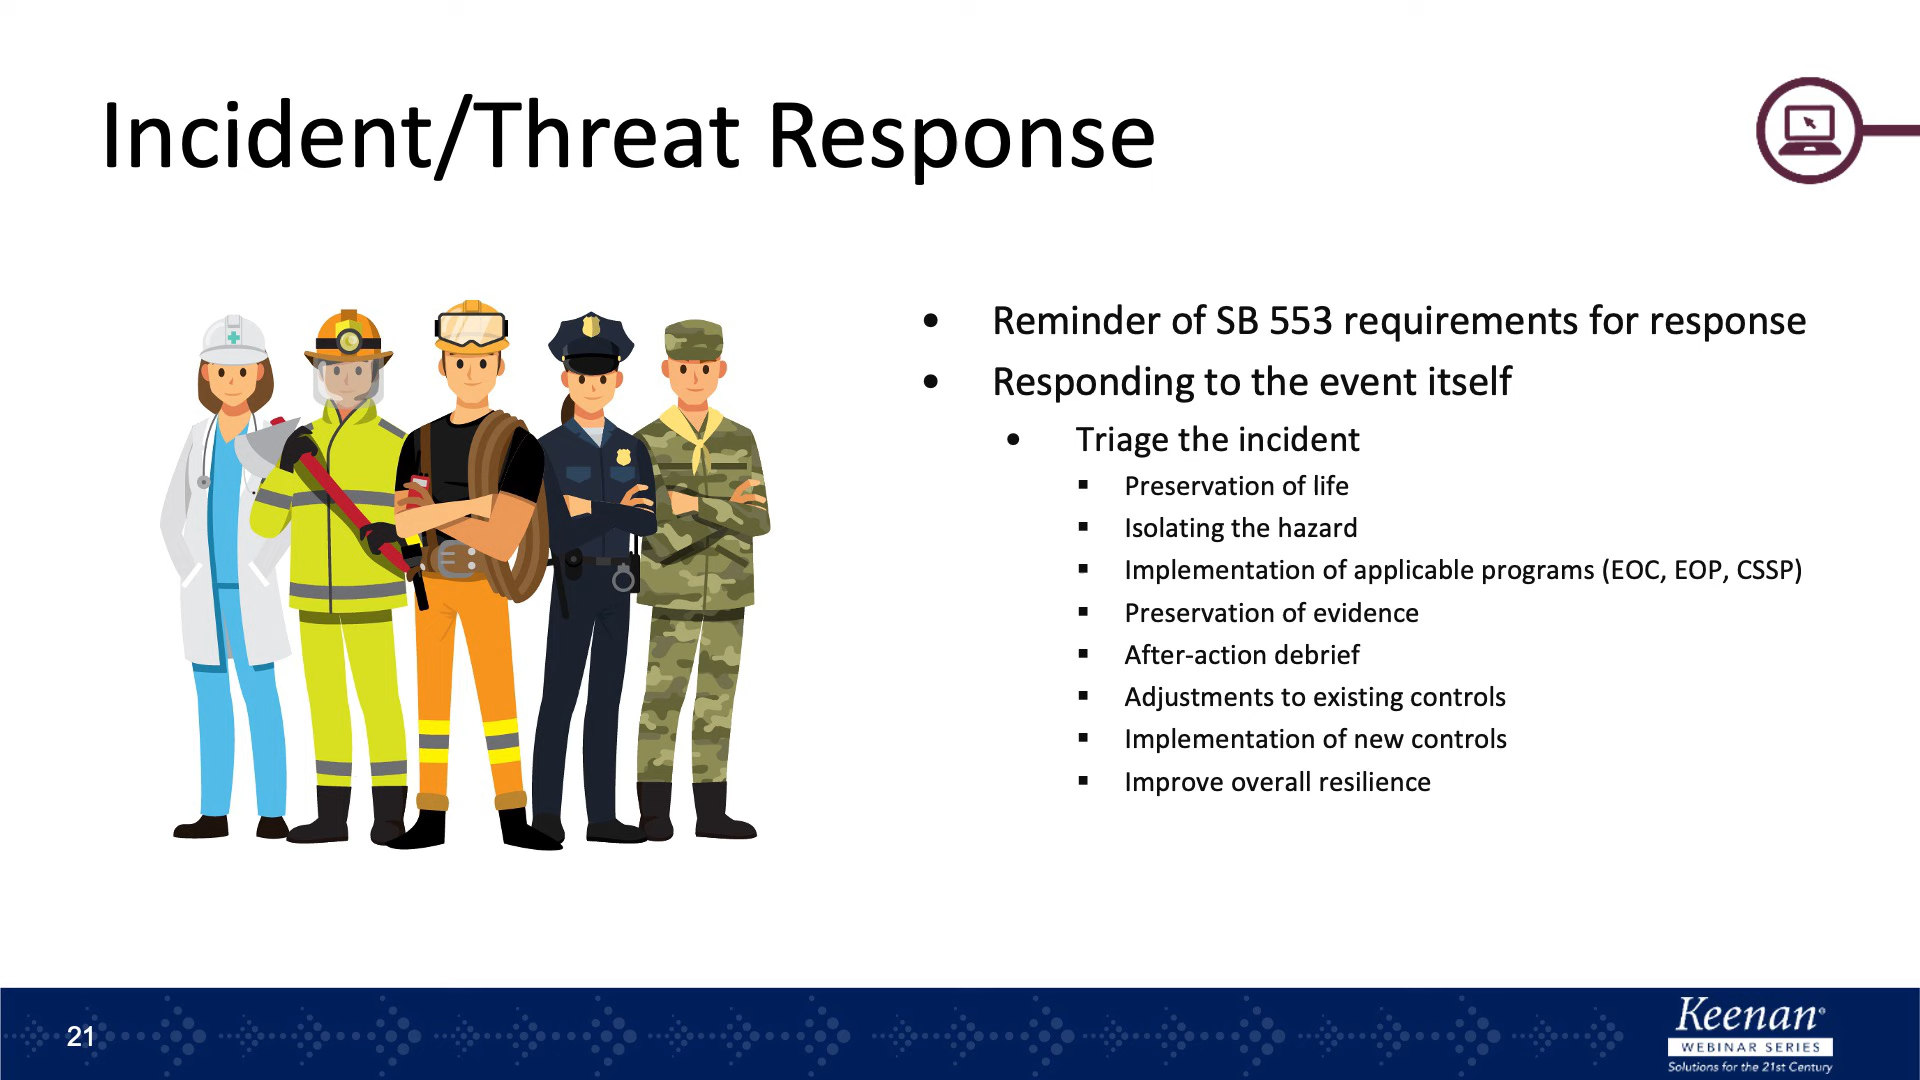 Incident/Threat Response
• Reminder of SB 553 requirements for response
• Responding to the event itself
• Triage the incident
▪ Preservation of life
▪ Isolating the hazard
▪ Implementation of applicable programs (EOC, EOP, CSSP)
▪ Preservation of evidence
▪ After-action debrief
▪ Adjustments to existing controls
▪ Implementation of new controls
▪ Improve overall resilience
21
Keenan®
WEBINAR SERIES
Solutions for the 21st Century